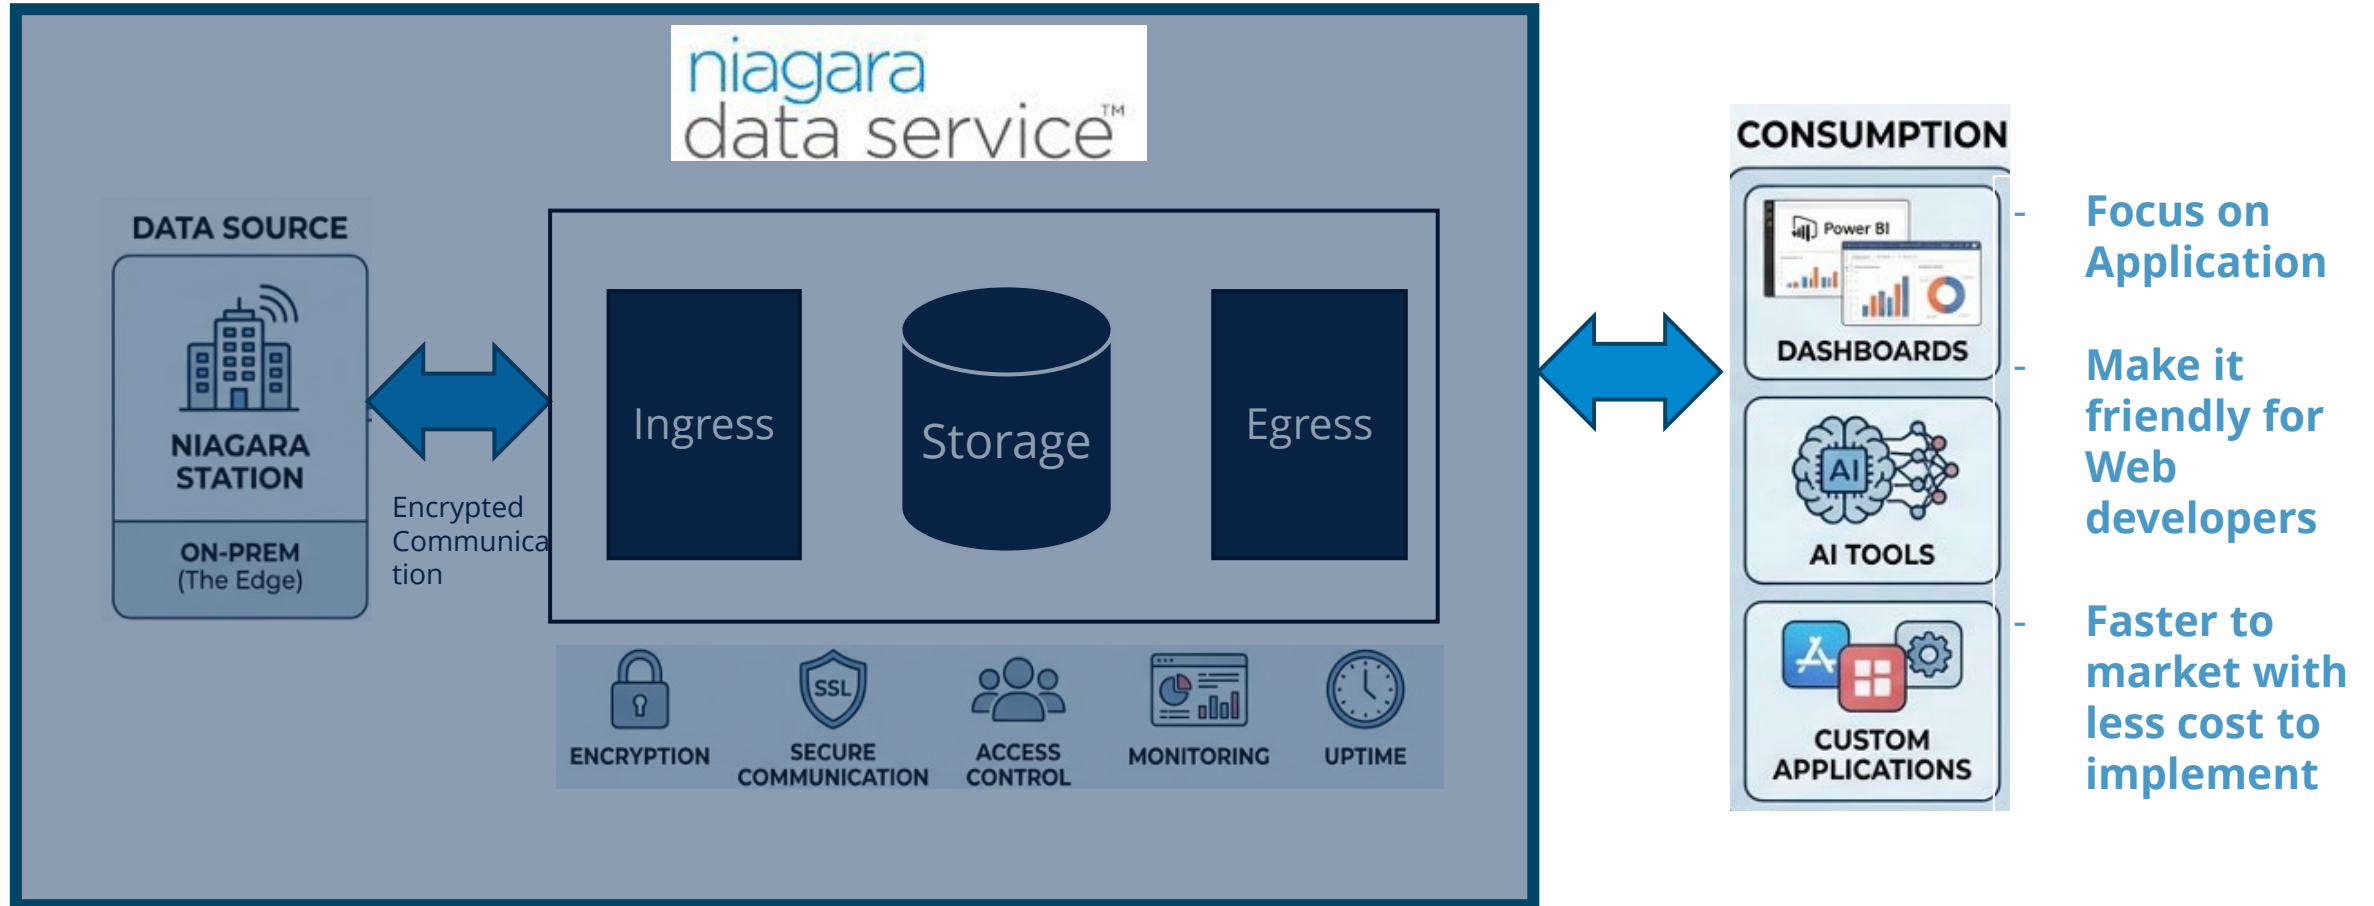 niagara
data service™
DATA SOURCE
NIAGARA
STATION
ON-PREM
(The Edge)
Encrypted
Communica
tion
Ingress
Storage
Egress
ENCRYPTION
SSL
SECURE
COMMUNICATION
ACCESS
CONTROL
MONITORING
UPTIME
CONSUMPTION
Power BI
DASHBOARDS
AI
AI TOOLS
CUSTOM
APPLICATIONS
- Focus on
Application
- Make it
friendly for
Web
developers
- Faster to
market with
less cost to
implement